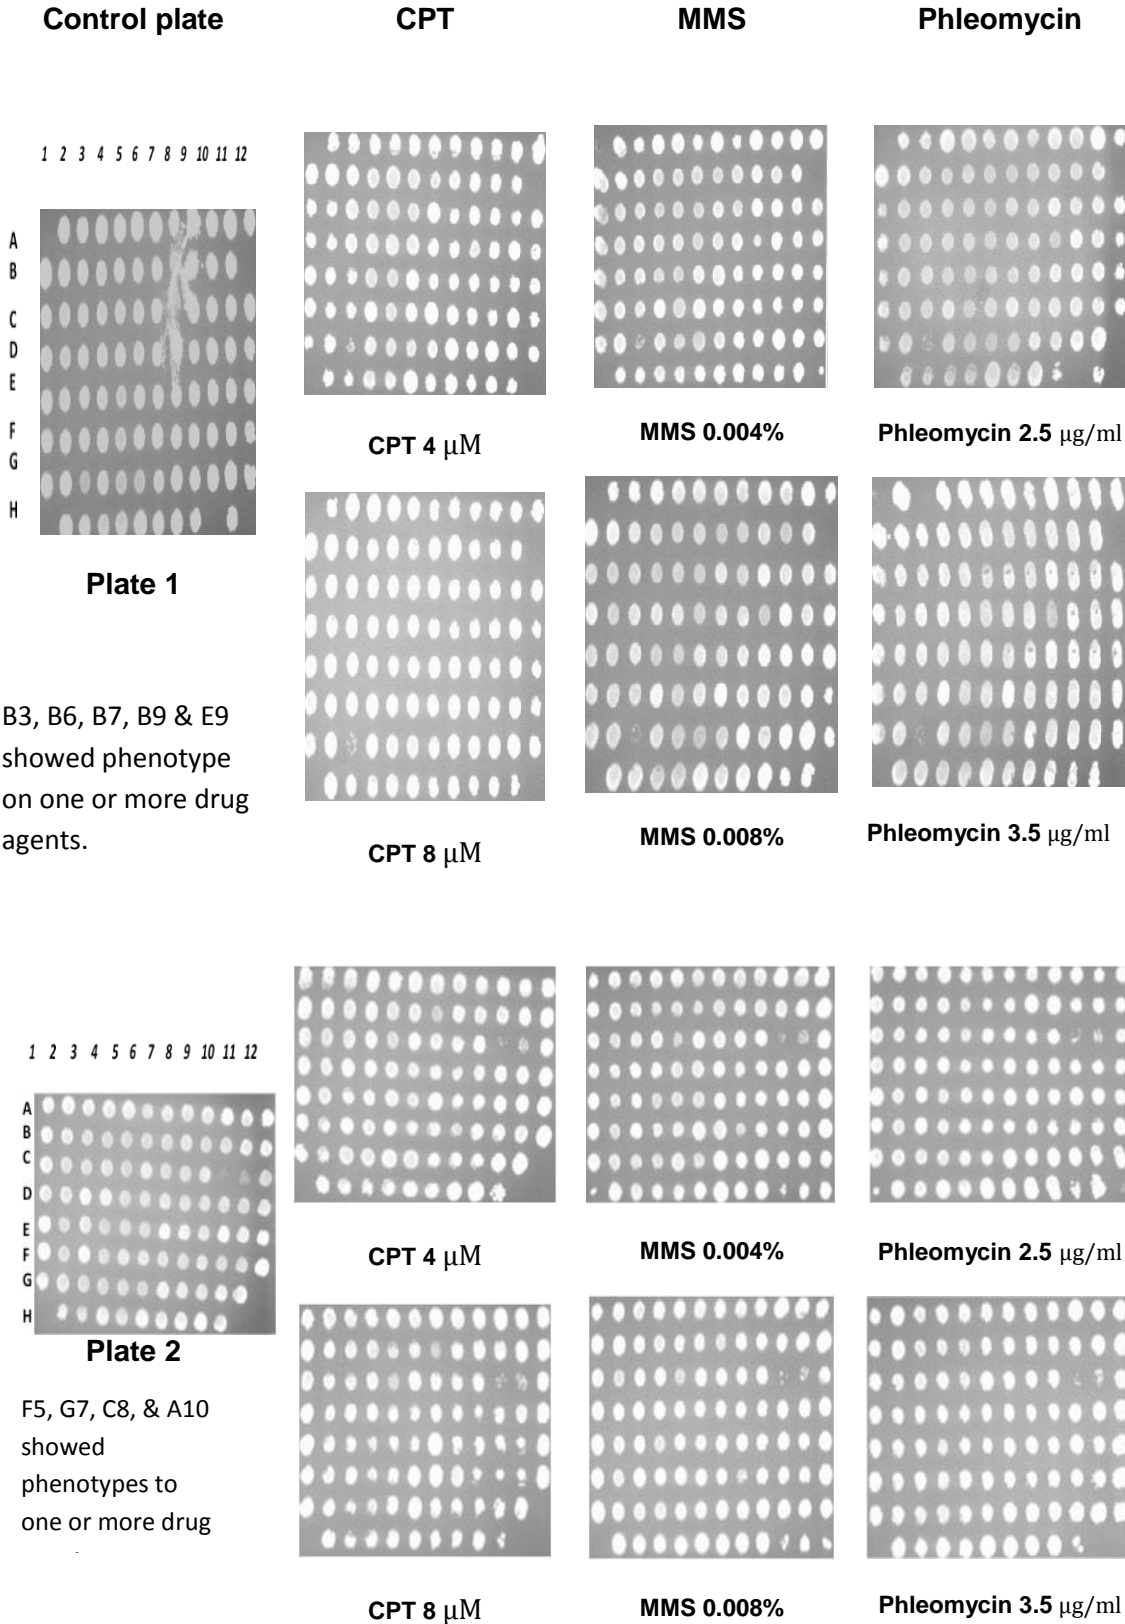 Control plate CPT MMS Phleomycin
1 2 3 4 5 6 7 8 9 10 11 12
A
B
C
D
E
F
G
H
CPT 4 μM MMS 0.004% Phleomycin 2.5 μg/ml
Plate 1
B3, B6, B7, B9 & E9
showed phenotype
on one or more drug
agents.
CPT 8 μM MMS 0.008% Phleomycin 3.5 μg/ml
1 2 3 4 5 6 7 8 9 10 11 12
A
B
C
D
E
F
G
H
CPT 4 μM MMS 0.004% Phleomycin 2.5 μg/ml
Plate 2
F5, G7, C8, & A10
showed
phenotypes to
one or more drug
CPT 8 μM MMS 0.008% Phleomycin 3.5 μg/ml